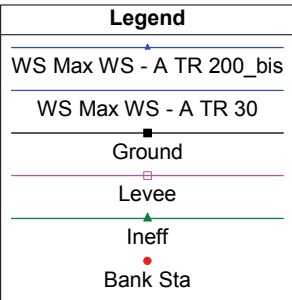 Legend
WS Max WS - A TR 200_bis
WS Max WS - A TR 30
Ground
Levee
Ineff
Bank Sta